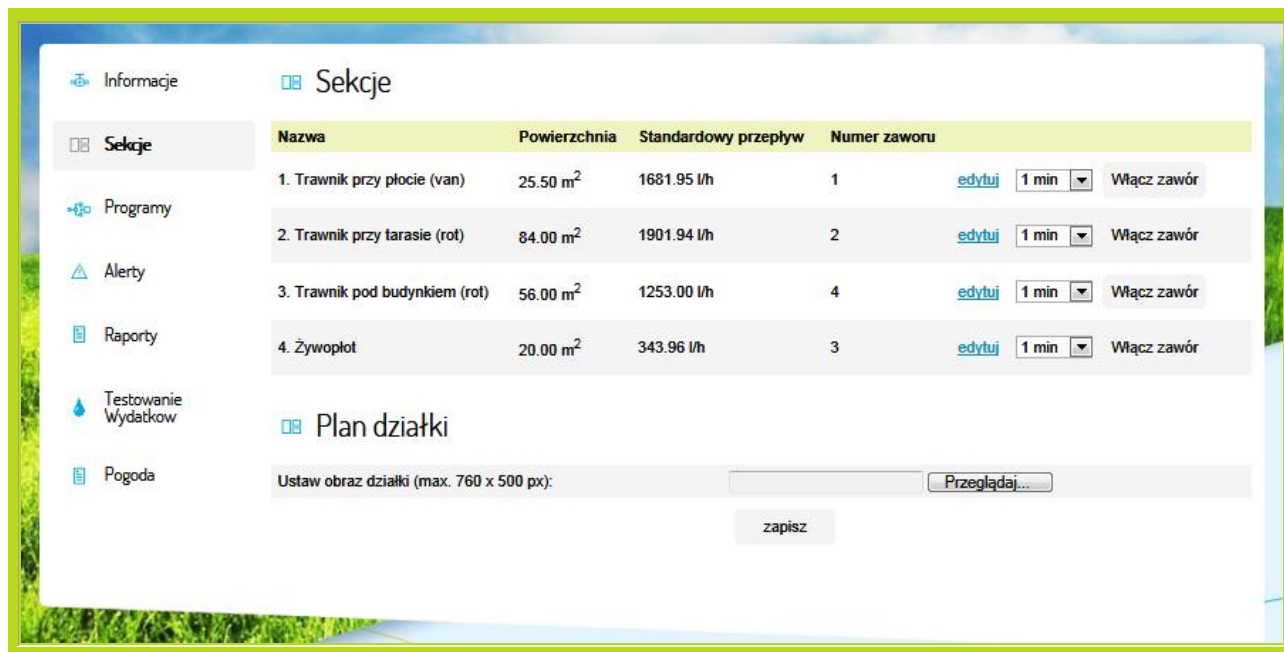 Informacje
Sekcje
Programy
Alerty
Raporty
Testowanie
Wydatkow
Pogoda
Sekcje
Nazwa Powierzchnia Standardowy przepływ Numer zaworu
1. Trawnik przy płocie (van) 25.50 m² 1681.95 l/h 1 edytuj 1 min Włącz zawór
2. Trawnik przy tarasie (rot) 84.00 m² 1901.94 l/h 2 edytuj 1 min Włącz zawór
3. Trawnik pod budynkiem (rot) 56.00 m² 1253.00 l/h 4 edytuj 1 min Włącz zawór
4. Żywopłot 20.00 m² 343.96 l/h 3 edytuj 1 min Włącz zawór
Plan działki
Ustaw obraz działki (max. 760 x 500 px): Przeglądaj...
zapisz